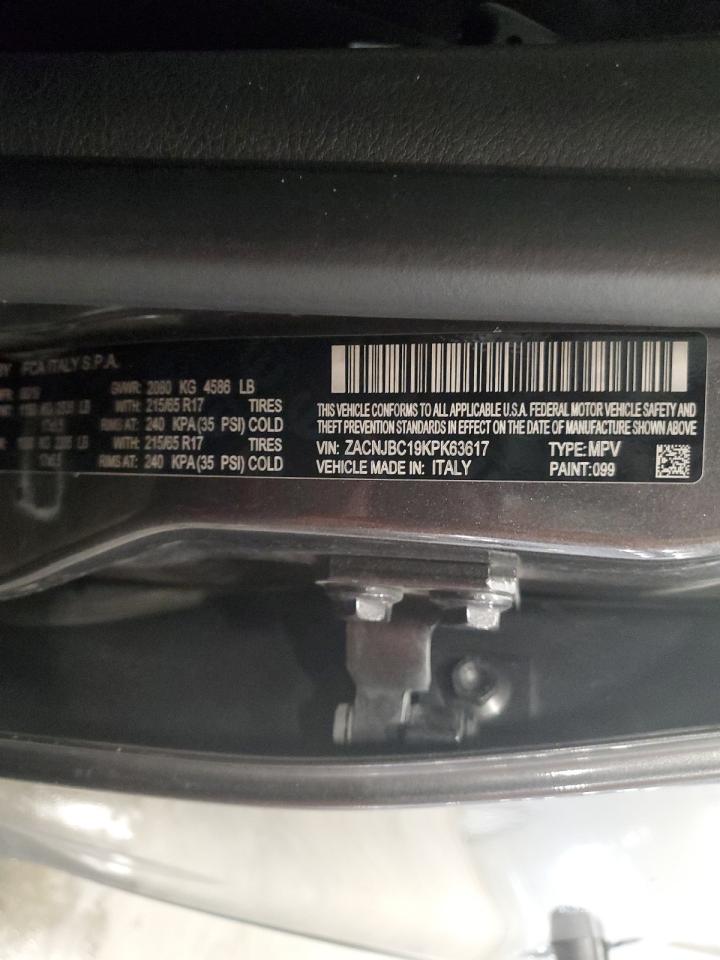 FCA ITALY S.P.A.
GVWR: 2080 KG 4586 LB
WITH: 215/65 R17 TIRES
RIMS AT: 240 KPA (35 PSI) COLD
WITH: 215/65 R17 TIRES
RIMS AT: 240 KPA (35 PSI) COLD
THIS VEHICLE CONFORMS TO ALL APPLICABLE U.S.A. FEDERAL MOTOR VEHICLE SAFETY AND
THEFT PREVENTION STANDARDS IN EFFECT ON THE DATE OF MANUFACTURE SHOWN ABOVE
VIN: ZACNJBC19KPK63617 TYPE: MPV
VEHICLE MADE IN: ITALY PAINT: 099